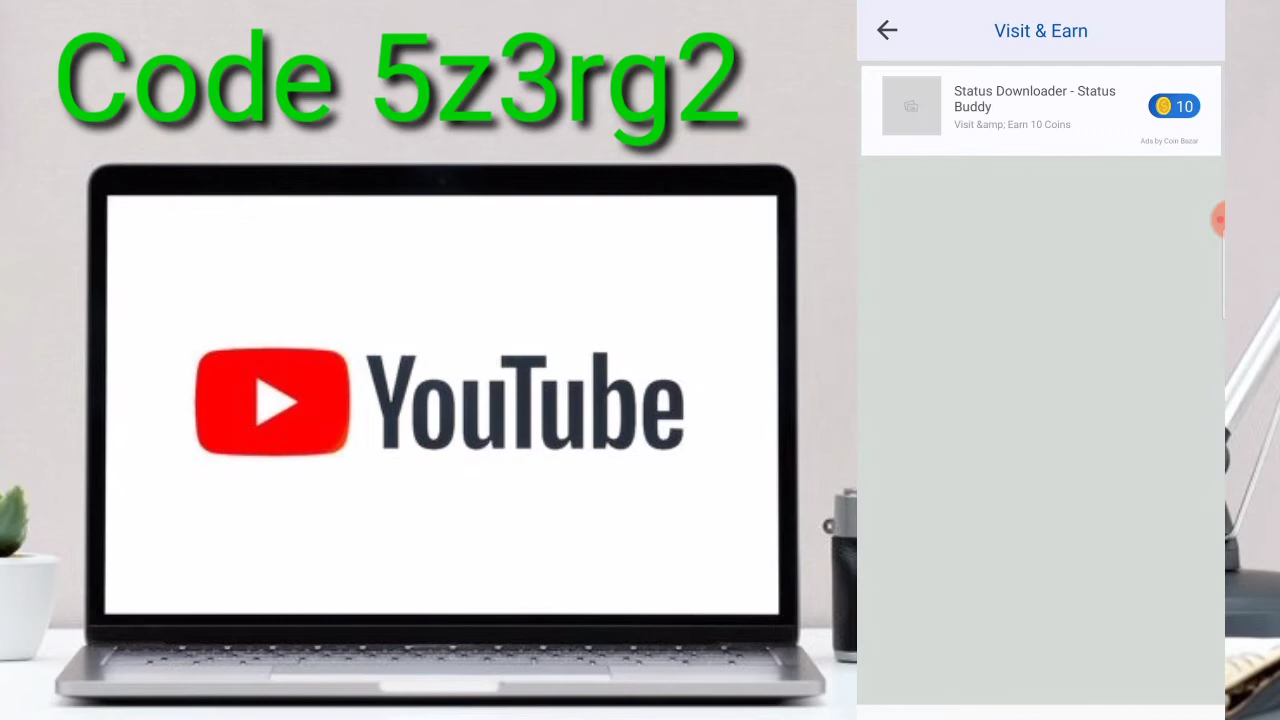 Code 5z3rg2
YouTube
Visit & Earn
Status Downloader - Status
Buddy
10
Visit &amp; Earn 10 Coins
Ads by Coin Bazar